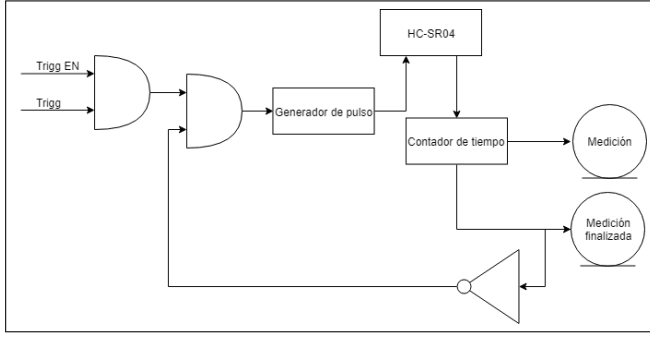 HC-SR04
Trigg EN
Trigg
Generador de pulso
Contador de tiempo
Medición
Medición
finalizada